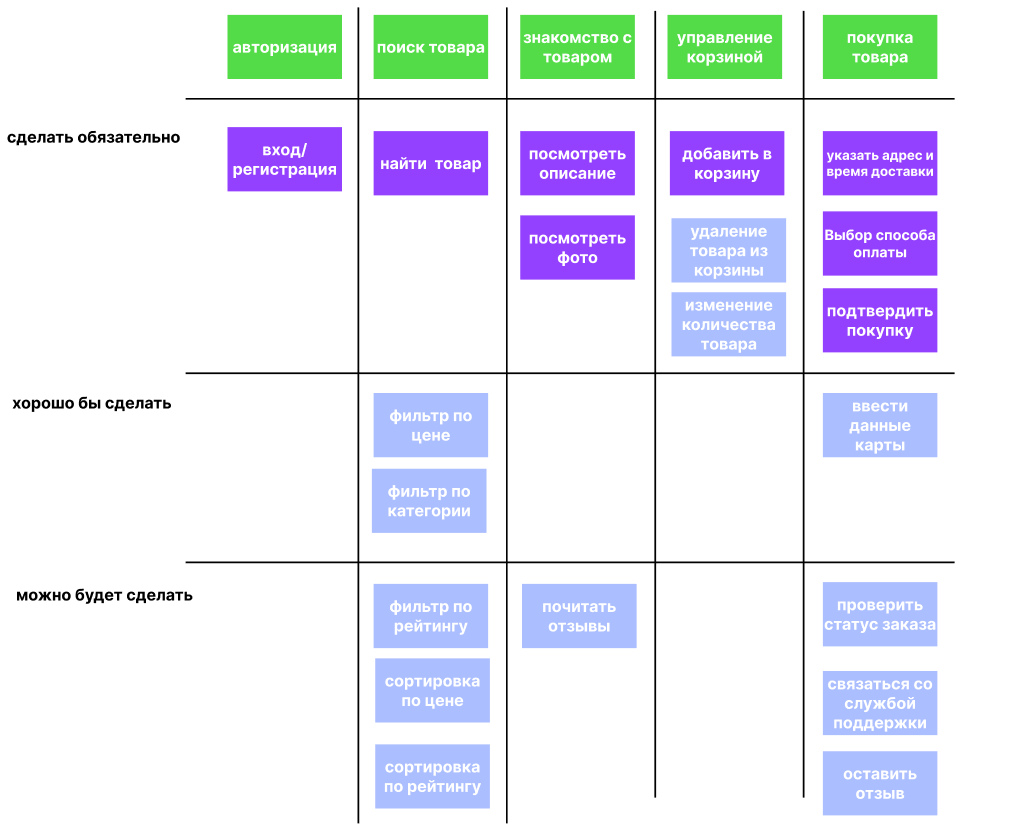 авторизация
поиск товара
знакомство с
товаром
управление
корзиной
покупка
товара
сделать обязательно
вход/
регистрация
найти товар
посмотреть
описание
добавить в
корзину
указать адрес и
время доставки
посмотреть
фото
удаление
товара из
корзины
Выбор способа
оплаты
изменение
количества
товара
подтвердить
покупку
хорошо бы сделать
фильтр по
цене
ввести
данные
карты
фильтр по
категории
можно будет сделать
фильтр по
рейтингу
почитать
отзывы
проверить
статус заказа
сортировка
по цене
связаться со
службой
поддержки
сортировка
по рейтингу
оставить
отзыв